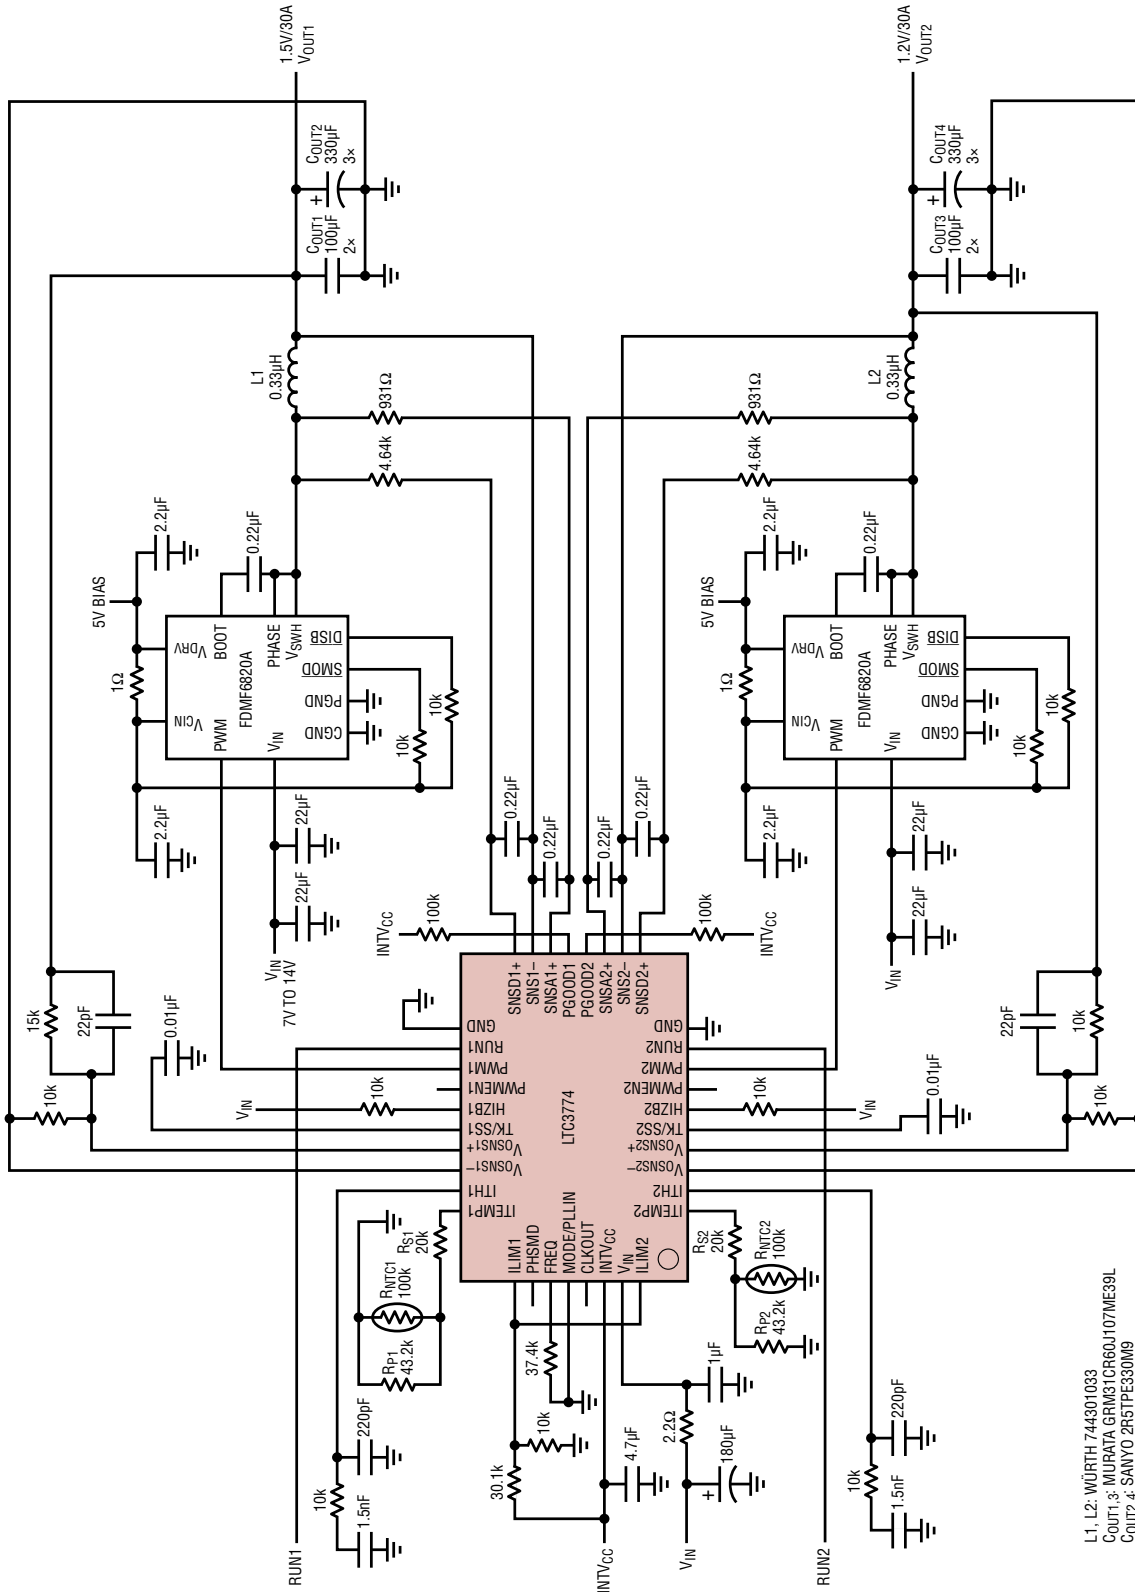 1.5V/30A
VOUT1
COUT2
330µF
3×
COUT1
100µF
2×
L1
0.33µH
931Ω
4.64k
2.2µF
5V BIAS
0.22µF
1Ω
VDRV
BOOT
PHASE
VSWH
DISB
SMOD
PGND
CGND
VCIN
PWM
VIN
FDMF6820A
10k
10k
2.2µF
22µF
22µF
VIN
7V TO 14V
0.22µF
0.22µF
INTVCC
100k
15k
22pF
0.01µF
10k
VIN
10k
1.2V/30A
VOUT2
COUT4
330µF
3×
COUT3
100µF
2×
L2
0.33µH
931Ω
4.64k
2.2µF
5V BIAS
0.22µF
1Ω
VDRV
BOOT
PHASE
VSWH
DISB
SMOD
PGND
CGND
VCIN
PWM
VIN
FDMF6820A
10k
10k
2.2µF
22µF
22µF
VIN
0.22µF
0.22µF
100k
INTVCC
22pF
10k
0.01µF
10k
10k
VIN
LTC3774
SNSD1+
SNS1–
SNSA1+
PGOOD1
PGOOD2
SNSA2+
SNS2–
SNSD2+
GND
RUN1
PWM1
PWMEN1
HIZB1
TK/SS1
VOSNS1+
VOSNS1–
ITH1
ITEMP1
GND
RUN2
PWM2
PWMEN2
HIZB2
TK/SS2
VOSNS2+
VOSNS2–
ITH2
ITEMP2
ILIM1
PHSMD
FREQ
MODE/PLLIN
CLKOUT
INTVCC
VIN
ILIM2
RS1
20k
RNTC1
100k
RP1
43.2k
220pF
10k
1.5nF
RUN1
37.4k
10k
30.1k
4.7µF
INTVCC
1µF
2.2Ω
180µF
VIN
RS2
20k
RNTC2
100k
RP2
43.2k
220pF
10k
1.5nF
RUN2
L1, L2: WÜRTH 744301033
COUT1,3: MURATA GRM31CR60J107ME39L
COUT2,4: SANYO 2R5TPE330M9